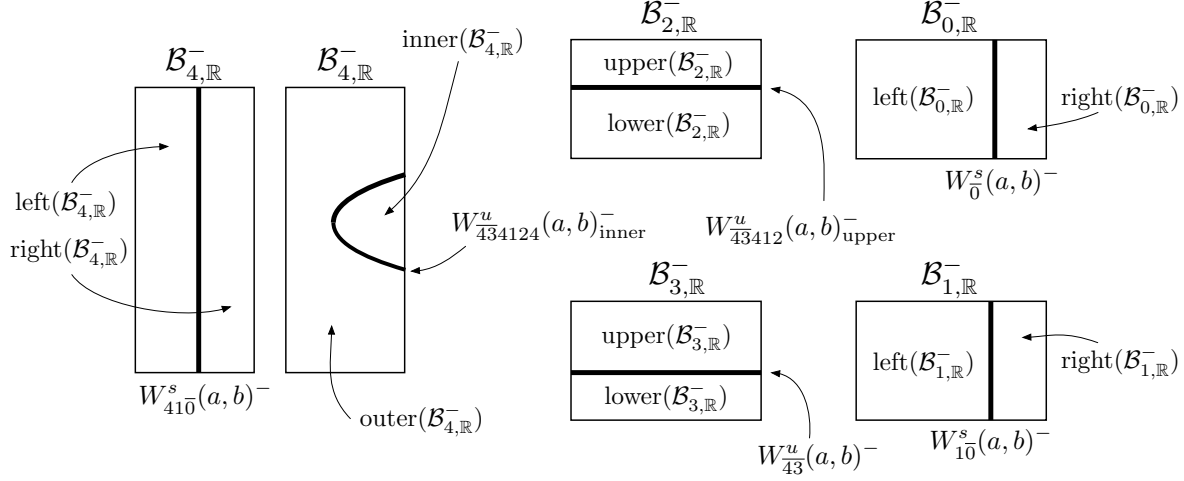 $\mathcal{B}^-_{4,\mathbb{R}}$
left($\mathcal{B}^-_{4,\mathbb{R}}$)
right($\mathcal{B}^-_{4,\mathbb{R}}$)
$W^s_{41\overline{0}}(a,b)^-$
$\mathcal{B}^-_{4,\mathbb{R}}$
inner($\mathcal{B}^-_{4,\mathbb{R}}$)
$W^u_{\overline{43}4124}(a,b)^-_{\text{inner}}$
outer($\mathcal{B}^-_{4,\mathbb{R}}$)
$\mathcal{B}^-_{2,\mathbb{R}}$
upper($\mathcal{B}^-_{2,\mathbb{R}}$)
lower($\mathcal{B}^-_{2,\mathbb{R}}$)
$W^u_{\overline{43}412}(a,b)^-_{\text{upper}}$
$\mathcal{B}^-_{0,\mathbb{R}}$
left($\mathcal{B}^-_{0,\mathbb{R}}$)
right($\mathcal{B}^-_{0,\mathbb{R}}$)
$W^s_{\overline{0}}(a,b)^-$
$\mathcal{B}^-_{3,\mathbb{R}}$
upper($\mathcal{B}^-_{3,\mathbb{R}}$)
lower($\mathcal{B}^-_{3,\mathbb{R}}$)
$W^u_{\overline{43}}(a,b)^-$
$\mathcal{B}^-_{1,\mathbb{R}}$
left($\mathcal{B}^-_{1,\mathbb{R}}$)
right($\mathcal{B}^-_{1,\mathbb{R}}$)
$W^s_{1\overline{0}}(a,b)^-$